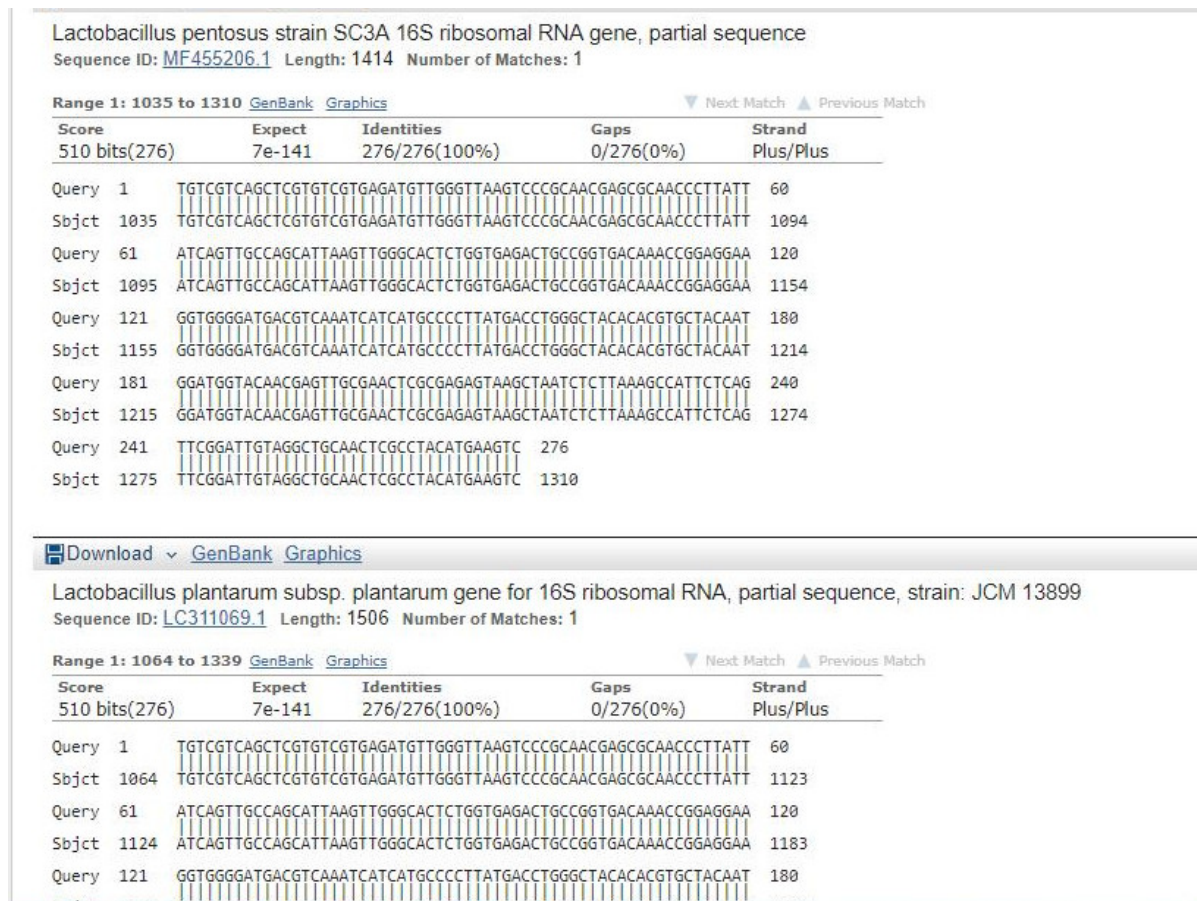 Lactobacillus pentosus strain SC3A 16S ribosomal RNA gene, partial sequence
Sequence ID: MF455206.1 Length: 1414 Number of Matches: 1
Range 1: 1035 to 1310 GenBank Graphics ▼ Next Match ▲ Previous Match
Score Expect Identities Gaps Strand
510 bits(276) 7e-141 276/276(100%) 0/276(0%) Plus/Plus
Query 1 TGTCGTCAGCTCGTGTCGTGAGATGTTGGGTTAAGTCCCGCAACGAGCGCAACCCTTATT 60
Sbjct 1035 TGTCGTCAGCTCGTGTCGTGAGATGTTGGGTTAAGTCCCGCAACGAGCGCAACCCTTATT 1094
Query 61 ATCAGTTGCCAGCATTAAGTTGGGCACTCTGGTGAGACTGCCGGTGACAAACCGGAGGAA 120
Sbjct 1095 ATCAGTTGCCAGCATTAAGTTGGGCACTCTGGTGAGACTGCCGGTGACAAACCGGAGGAA 1154
Query 121 GGTGGGGATGACGTCAAATCATCATGCCCCTTATGACCTGGGCTACACACGTGCTACAAT 180
Sbjct 1155 GGTGGGGATGACGTCAAATCATCATGCCCCTTATGACCTGGGCTACACACGTGCTACAAT 1214
Query 181 GGATGGTACAACGAGTTGCGAACTCGCGAGAGTAAGCTAATCTCTTAAAGCCATTCTCAG 240
Sbjct 1215 GGATGGTACAACGAGTTGCGAACTCGCGAGAGTAAGCTAATCTCTTAAAGCCATTCTCAG 1274
Query 241 TTCGGATTGTAGGCTGCAACTCGCCTACATGAAGTC 276
Sbjct 1275 TTCGGATTGTAGGCTGCAACTCGCCTACATGAAGTC 1310
Download GenBank Graphics
Lactobacillus plantarum subsp. plantarum gene for 16S ribosomal RNA, partial sequence, strain: JCM 13899
Sequence ID: LC311069.1 Length: 1506 Number of Matches: 1
Range 1: 1064 to 1339 GenBank Graphics ▼ Next Match ▲ Previous Match
Score Expect Identities Gaps Strand
510 bits(276) 7e-141 276/276(100%) 0/276(0%) Plus/Plus
Query 1 TGTCGTCAGCTCGTGTCGTGAGATGTTGGGTTAAGTCCCGCAACGAGCGCAACCCTTATT 60
Sbjct 1064 TGTCGTCAGCTCGTGTCGTGAGATGTTGGGTTAAGTCCCGCAACGAGCGCAACCCTTATT 1123
Query 61 ATCAGTTGCCAGCATTAAGTTGGGCACTCTGGTGAGACTGCCGGTGACAAACCGGAGGAA 120
Sbjct 1124 ATCAGTTGCCAGCATTAAGTTGGGCACTCTGGTGAGACTGCCGGTGACAAACCGGAGGAA 1183
Query 121 GGTGGGGATGACGTCAAATCATCATGCCCCTTATGACCTGGGCTACACACGTGCTACAAT 180